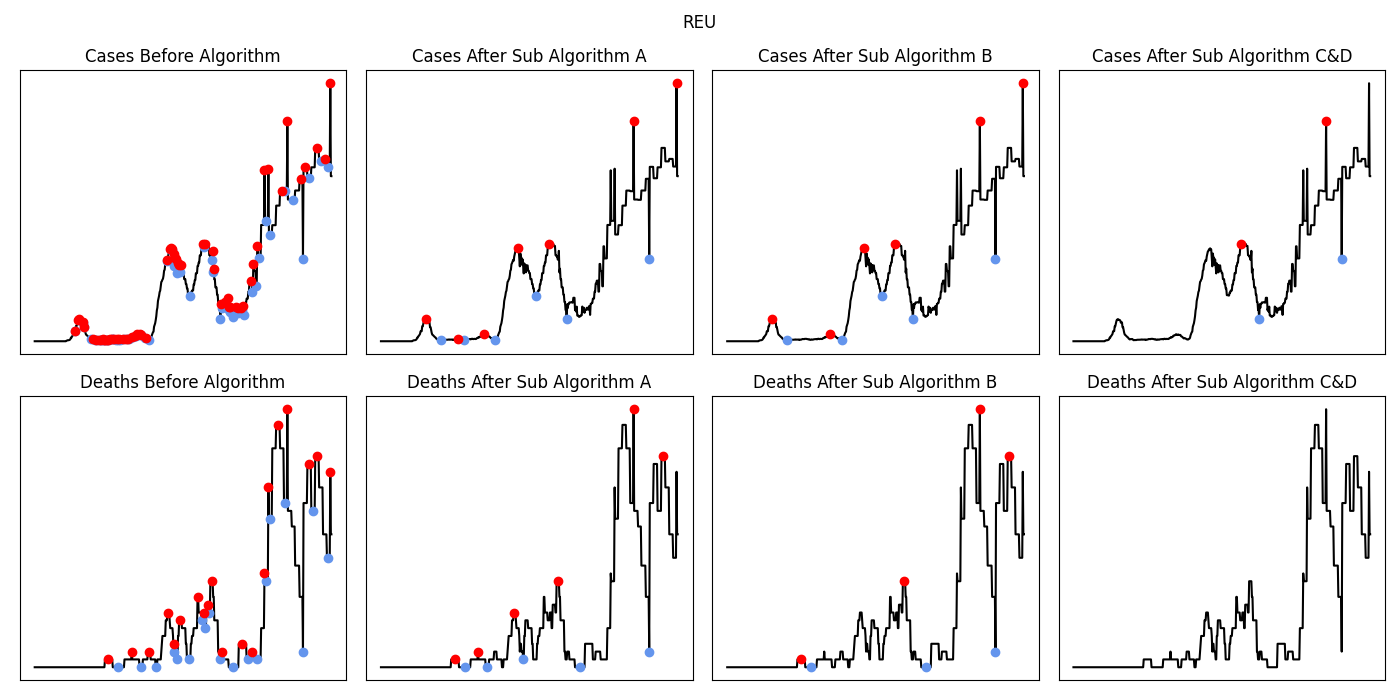 REU
Cases Before Algorithm
Cases After Sub Algorithm A
Cases After Sub Algorithm B
Cases After Sub Algorithm C&D
Deaths Before Algorithm
Deaths After Sub Algorithm A
Deaths After Sub Algorithm B
Deaths After Sub Algorithm C&D